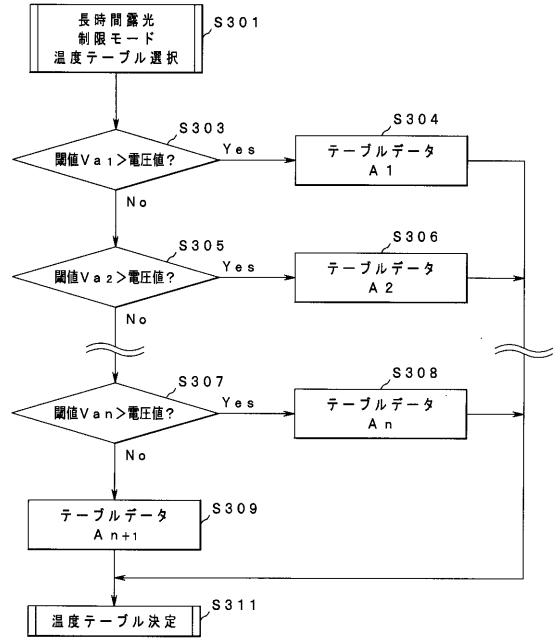 長時間露光
制限モード
温度テーブル選択
S301
S303
閾値Va1>電圧値?
Yes
No
S304
テーブルデータ
A1
S305
閾値Va2>電圧値?
Yes
No
S306
テーブルデータ
A2
S307
閾値Van>電圧値?
Yes
No
S308
テーブルデータ
An
S309
テーブルデータ
An+1
S311
温度テーブル決定